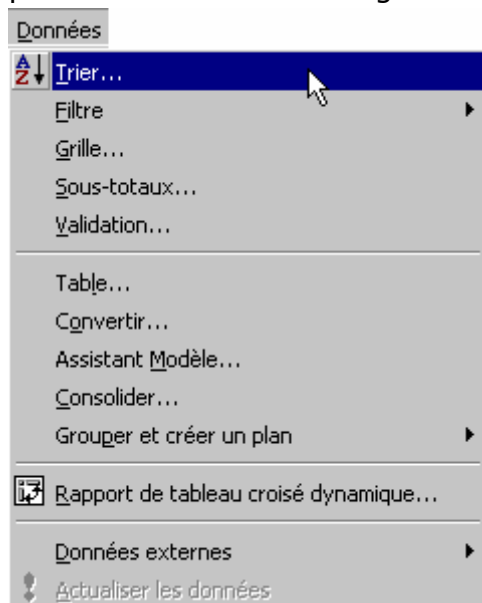 Données
Trier...
Filtre
Grille...
Sous-totaux...
Validation...
Table...
Convertir...
Assistant Modèle...
Consolider...
Grouper et créer un plan
Rapport de tableau croisé dynamique...
Données externes
Actualiser les données